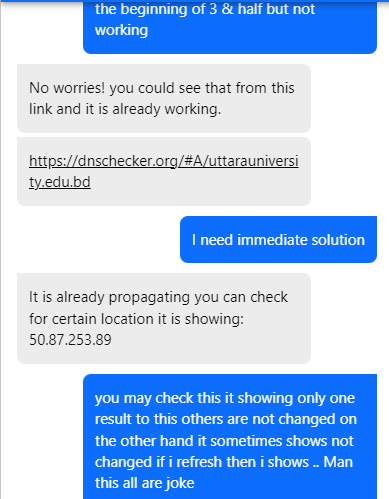 the beginning of 3 & half but not
working
No worries! you could see that from this
link and it is already working.
https://dnschecker.org/#A/uttarauniversi
ty.edu.bd
I need immediate solution
It is already propagating you can check
for certain location it is showing:
50.87.253.89
you may check this it showing only one
result to this others are not changed on
the other hand it sometimes shows not
changed if i refresh then i shows .. Man
this all are joke